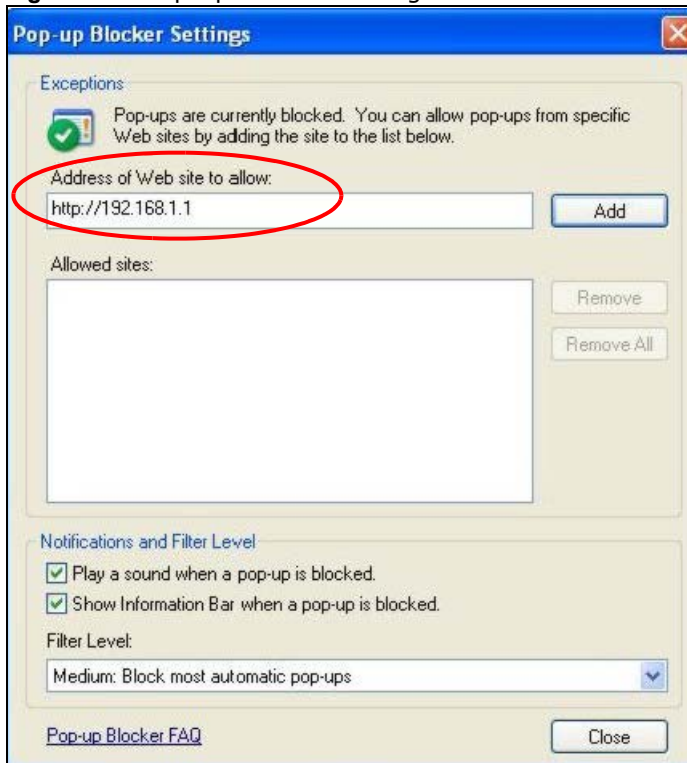 Pop-up Blocker Settings
Exceptions
Pop-ups are currently blocked. You can allow pop-ups from specific
Web sites by adding the site to the list below.
Address of Web site to allow:
http://192.168.1.1
Add
Allowed sites:
Remove
Remove All
Notifications and Filter Level
Play a sound when a pop-up is blocked.
Show Information Bar when a pop-up is blocked.
Filter Level:
Medium: Block most automatic pop-ups
Pop-up Blocker FAQ
Close